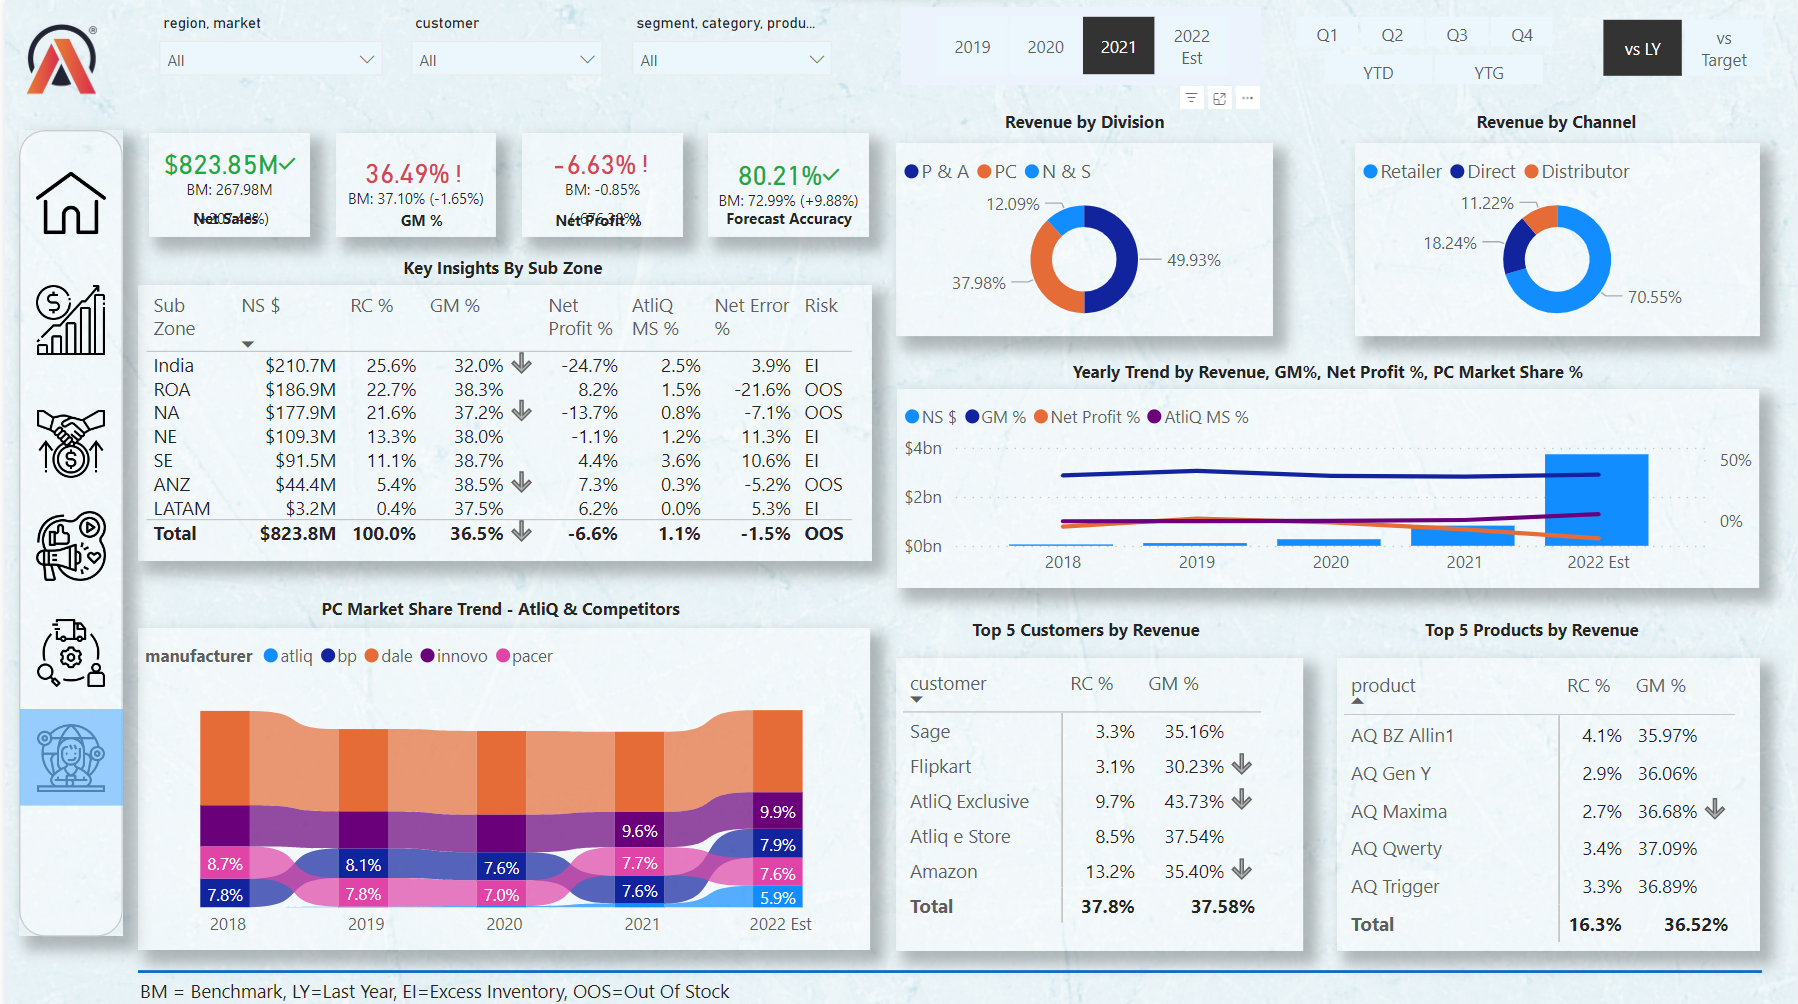 region, market
customer
segment, category, produ...
All
All
All
2019
2020
2021
2022
Est
Q1
Q2
Q3
Q4
YTD
YTG
vs LY
vs
Target
®
$823.85M
BM: 267.98M
Net Sales
36.49% !
BM: 37.10% (-1.65%)
GM %
-6.63% !
BM: -0.85%
Net Profit %
80.21%
BM: 72.99% (+9.88%)
Forecast Accuracy
Key Insights By Sub Zone
Sub Zone NS $ RC % GM % Net Profit % AtliQ MS % Net Error % Risk
India $210.7M 25.6% 32.0% -24.7% 2.5% 3.9% EI
ROA $186.9M 22.7% 38.3% 8.2% 1.5% -21.6% OOS
NA $177.9M 21.6% 37.2% -13.7% 0.8% -7.1% OOS
NE $109.3M 13.3% 38.0% -1.1% 1.2% 11.3% EI
SE $91.5M 11.1% 38.7% 4.4% 3.6% 10.6% EI
ANZ $44.4M 5.4% 38.5% 7.3% 0.3% -5.2% OOS
LATAM $3.2M 0.4% 37.5% 6.2% 0.0% 5.3% EI
Total $823.8M 100.0% 36.5% -6.6% 1.1% -1.5% OOS
Revenue by Division
P & A PC N & S
12.09%
49.93%
37.98%
Revenue by Channel
Retailer Direct Distributor
11.22%
18.24%
70.55%
Yearly Trend by Revenue, GM%, Net Profit %, PC Market Share %
NS $ GM % Net Profit % AtliQ MS %
$4bn
$2bn
$0bn
50%
0%
2018 2019 2020 2021 2022 Est
PC Market Share Trend - AtliQ & Competitors
manufacturer atliq bp dale innovo pacer
8.7%
7.8%
8.1%
7.8%
7.6%
7.0%
9.6%
7.7%
7.6%
9.9%
7.9%
7.6%
5.9%
2018 2019 2020 2021 2022 Est
Top 5 Customers by Revenue
customer RC % GM %
Sage 3.3% 35.16%
Flipkart 3.1% 30.23%
AtliQ Exclusive 9.7% 43.73%
Atliq e Store 8.5% 37.54%
Amazon 13.2% 35.40%
Total 37.8% 37.58%
Top 5 Products by Revenue
product RC % GM %
AQ BZ Allin1 4.1% 35.97%
AQ Gen Y 2.9% 36.06%
AQ Maxima 2.7% 36.68%
AQ Qwerty 3.4% 37.09%
AQ Trigger 3.3% 36.89%
Total 16.3% 36.52%
BM = Benchmark, LY=Last Year, EI=Excess Inventory, OOS=Out Of Stock